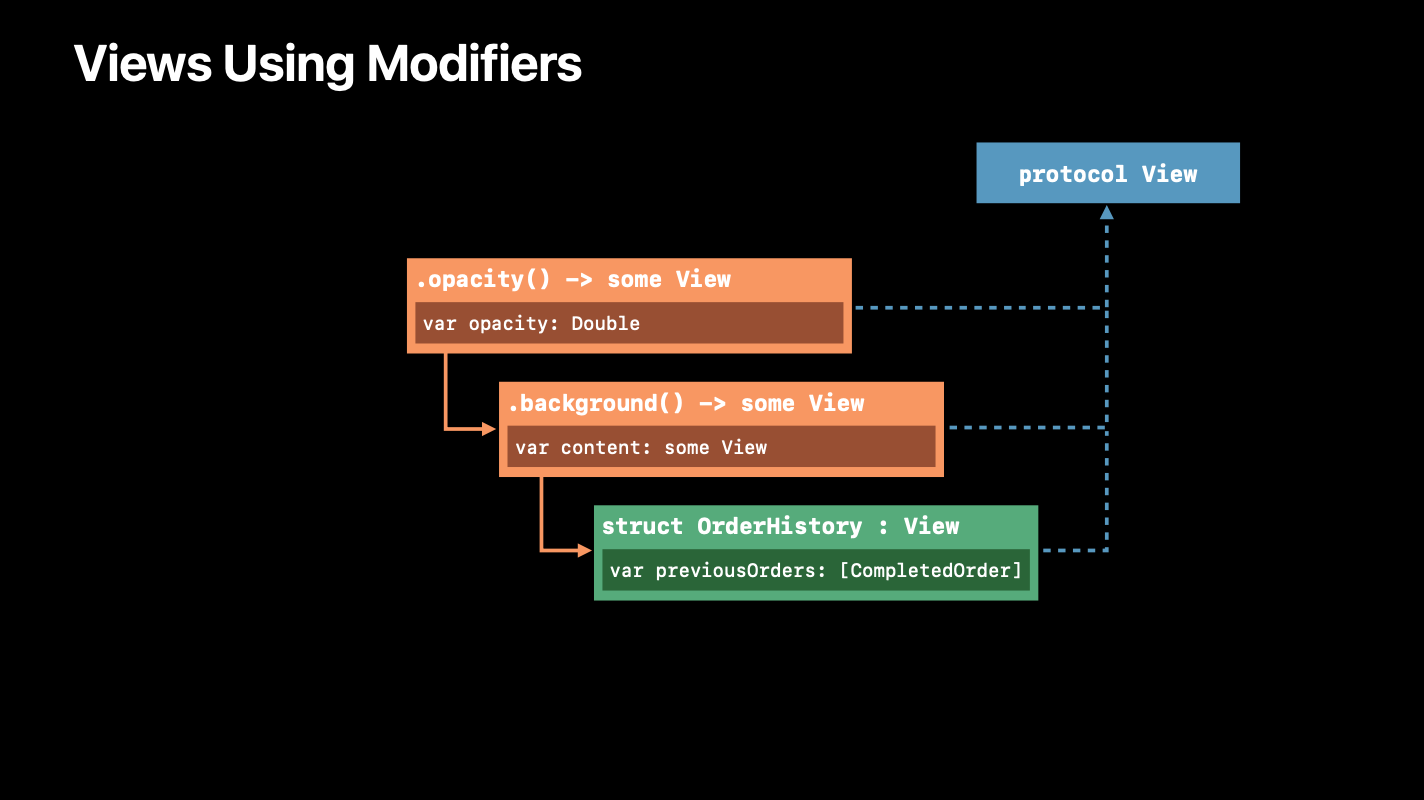 Views Using Modifiers
protocol View
.opacity() -> some View
var opacity: Double
.background() -> some View
var content: some View
struct OrderHistory : View
var previousOrders: [CompletedOrder]